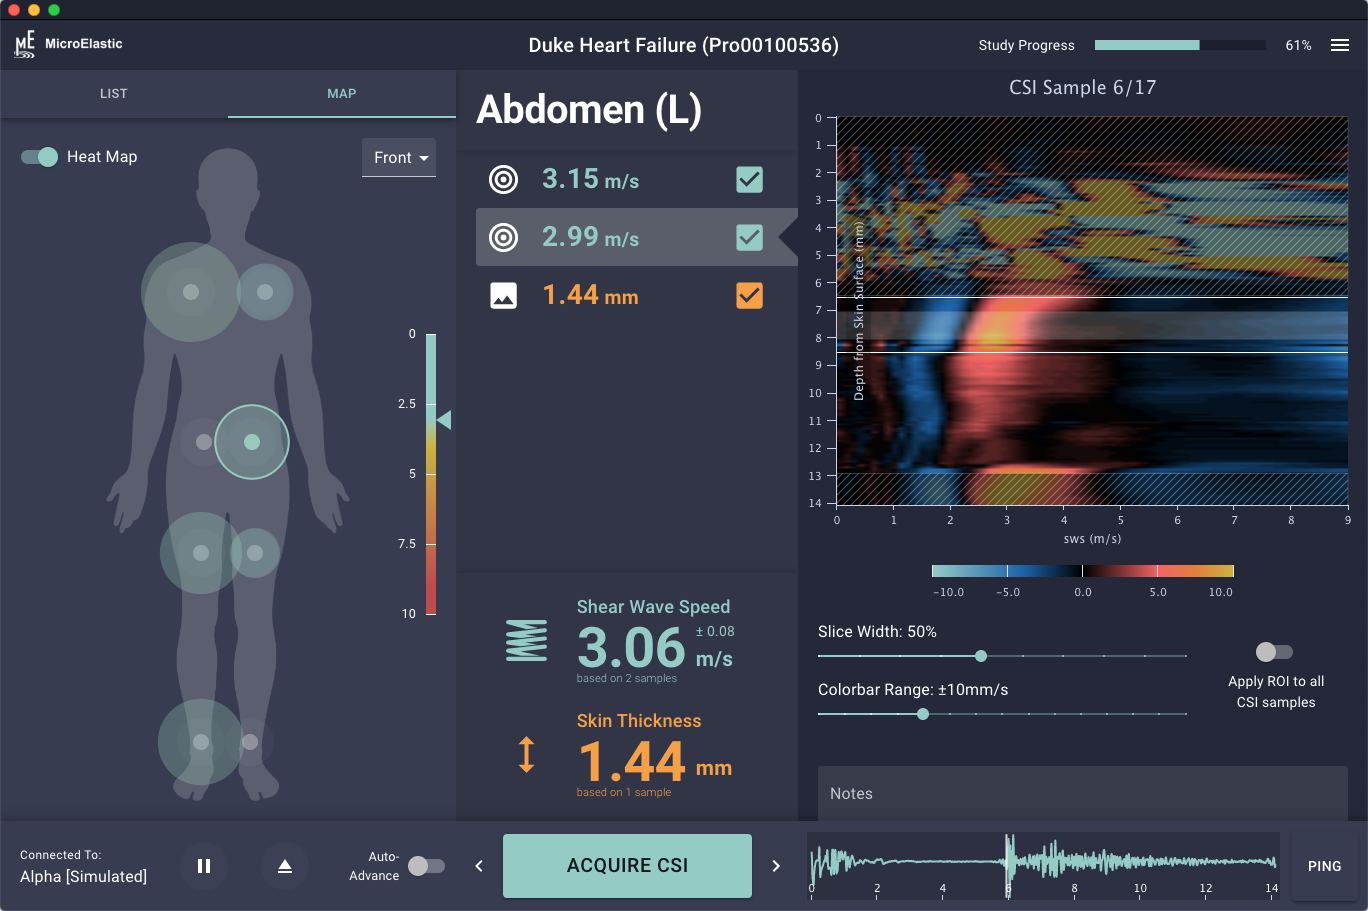 ME MicroElastic
Duke Heart Failure (Pro00100536)
Study Progress
61%
LIST
MAP
Heat Map
Front
0
2.5
5
7.5
10
Abdomen (L)
3.15 m/s
2.99 m/s
1.44 mm
Shear Wave Speed
3.06 ± 0.08 m/s
based on 2 samples
Skin Thickness
1.44 mm
based on 1 sample
CSI Sample 6/17
0
1
2
3
4
5
6
7
8
9
10
11
12
13
14
Depth from Skin Surface (mm)
0 1 2 3 4 5 6 7 8 9
sws (m/s)
−10.0 −5.0 0.0 5.0 10.0
Slice Width: 50%
Colorbar Range: ±10mm/s
Apply ROI to all
CSI samples
Notes
Connected To:
Alpha [Simulated]
Auto-
Advance
ACQUIRE CSI
0 2 4 6 8 10 12 14
PING